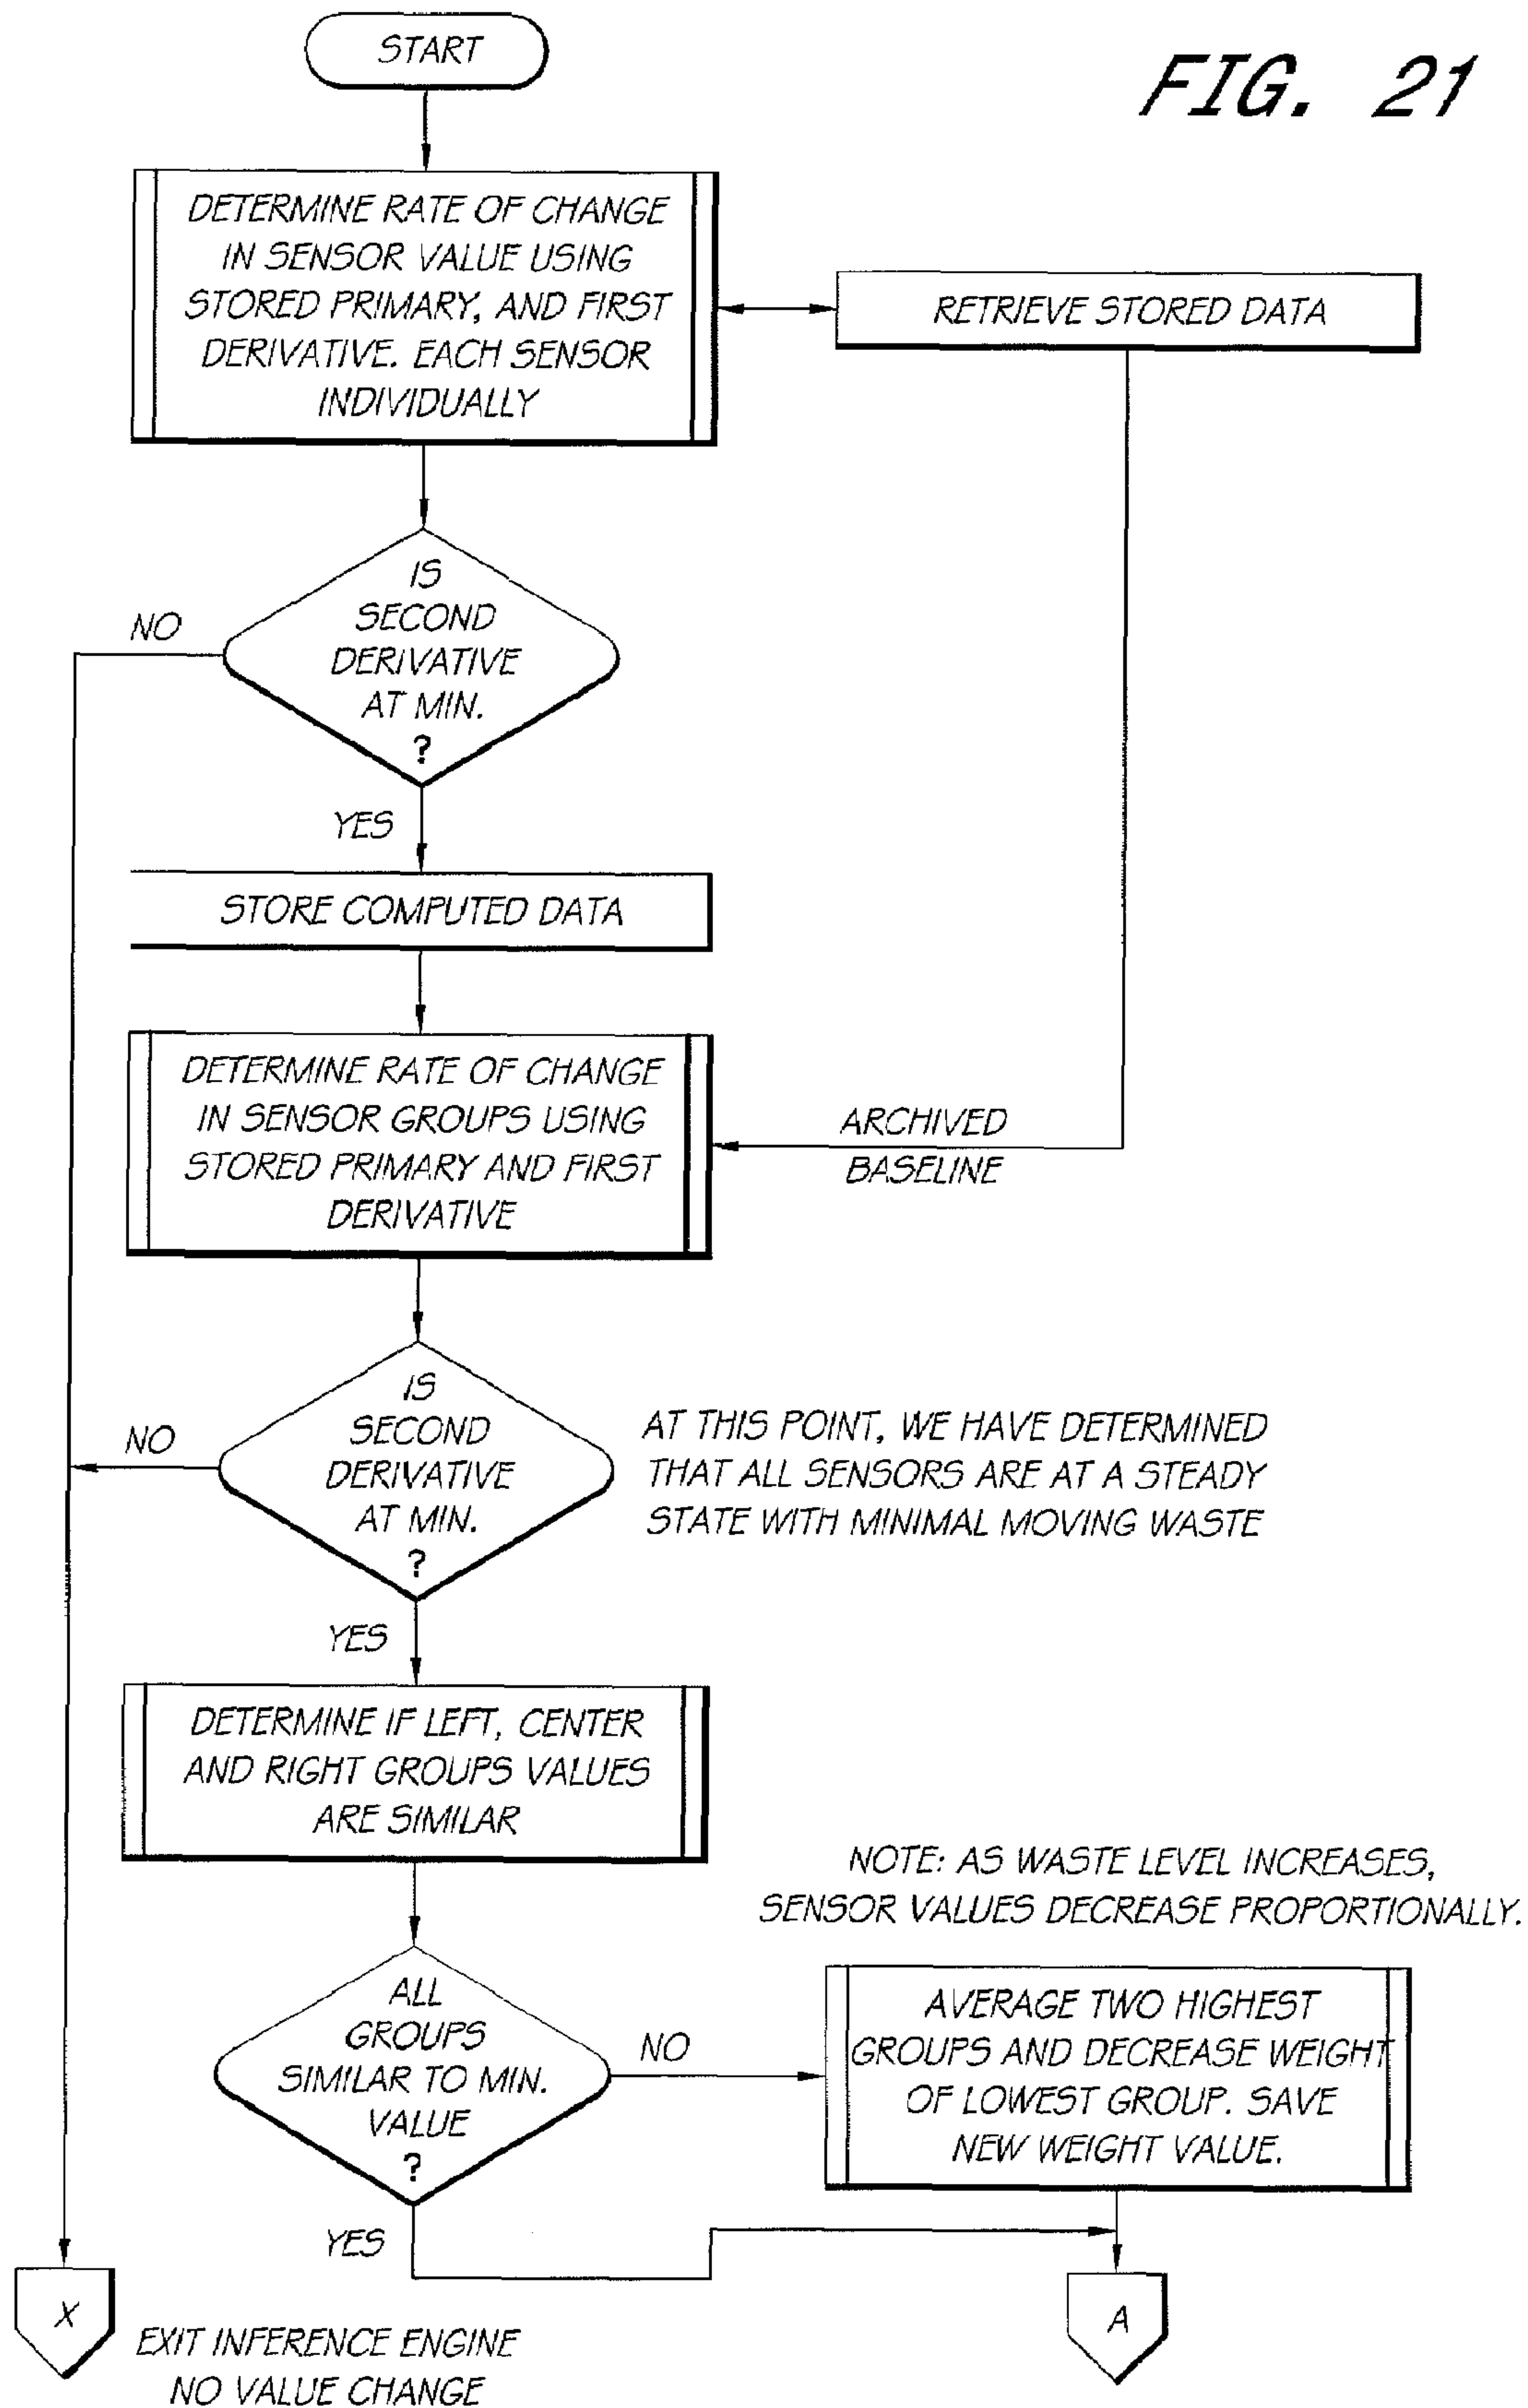 START
FIG. 21
DETERMINE RATE OF CHANGE
IN SENSOR VALUE USING
STORED PRIMARY, AND FIRST
DERIVATIVE. EACH SENSOR
INDIVIDUALLY
RETRIEVE STORED DATA
IS
SECOND
DERIVATIVE
AT MIN.
?
NO
YES
STORE COMPUTED DATA
DETERMINE RATE OF CHANGE
IN SENSOR GROUPS USING
STORED PRIMARY AND FIRST
DERIVATIVE
ARCHIVED
BASELINE
IS
SECOND
DERIVATIVE
AT MIN.
?
NO
AT THIS POINT, WE HAVE DETERMINED
THAT ALL SENSORS ARE AT A STEADY
STATE WITH MINIMAL MOVING WASTE
YES
DETERMINE IF LEFT, CENTER
AND RIGHT GROUPS VALUES
ARE SIMILAR
NOTE: AS WASTE LEVEL INCREASES,
SENSOR VALUES DECREASE PROPORTIONALLY.
ALL
GROUPS
SIMILAR TO MIN.
VALUE
?
NO
AVERAGE TWO HIGHEST
GROUPS AND DECREASE WEIGHT
OF LOWEST GROUP. SAVE
NEW WEIGHT VALUE.
YES
X
EXIT INFERENCE ENGINE
NO VALUE CHANGE
A